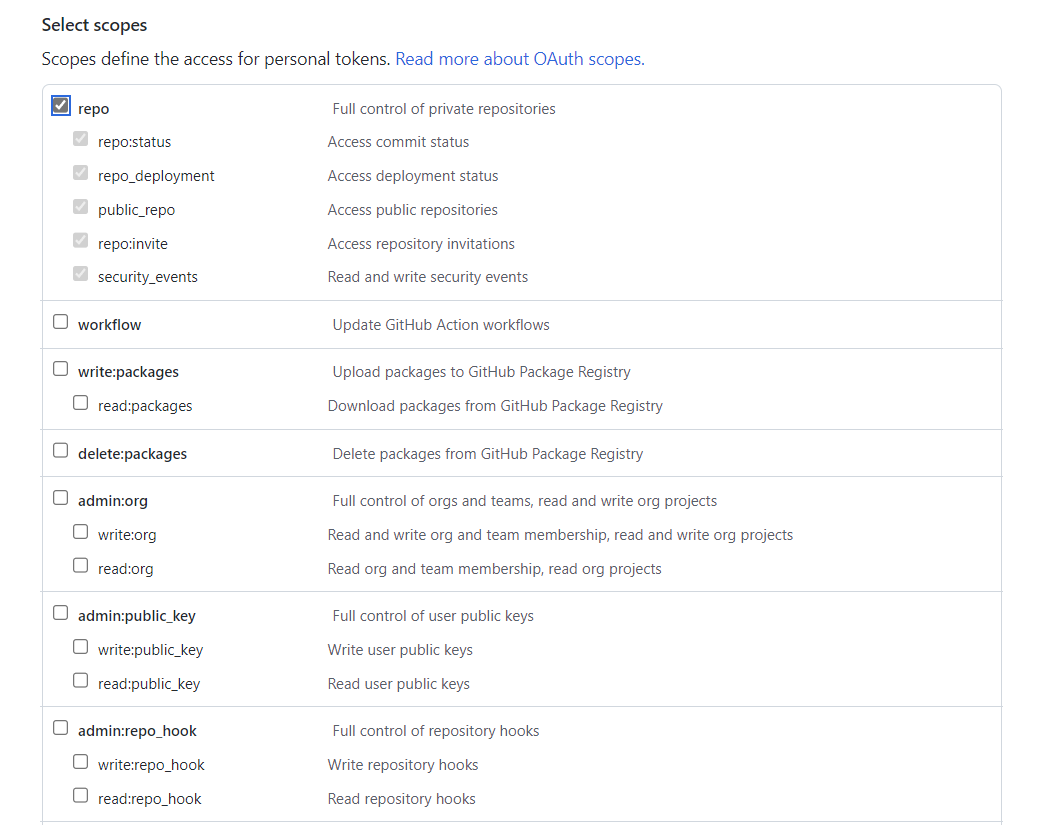 Select scopes
Scopes define the access for personal tokens. Read more about OAuth scopes.
repo Full control of private repositories
repo:status Access commit status
repo_deployment Access deployment status
public_repo Access public repositories
repo:invite Access repository invitations
security_events Read and write security events
workflow Update GitHub Action workflows
write:packages Upload packages to GitHub Package Registry
read:packages Download packages from GitHub Package Registry
delete:packages Delete packages from GitHub Package Registry
admin:org Full control of orgs and teams, read and write org projects
write:org Read and write org and team membership, read and write org projects
read:org Read org and team membership, read org projects
admin:public_key Full control of user public keys
write:public_key Write user public keys
read:public_key Read user public keys
admin:repo_hook Full control of repository hooks
write:repo_hook Write repository hooks
read:repo_hook Read repository hooks